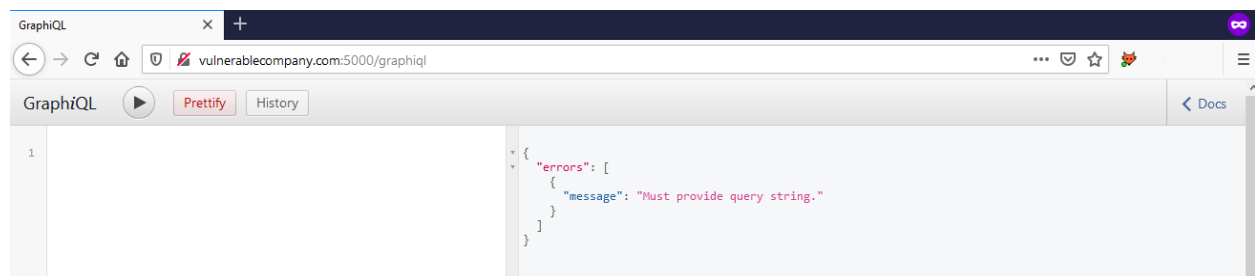 GraphiQL
vulnerablecompany.com:5000/graphiql
GraphiQL Prettify History Docs
1
{
"errors": [
{
"message": "Must provide query string."
}
]
}